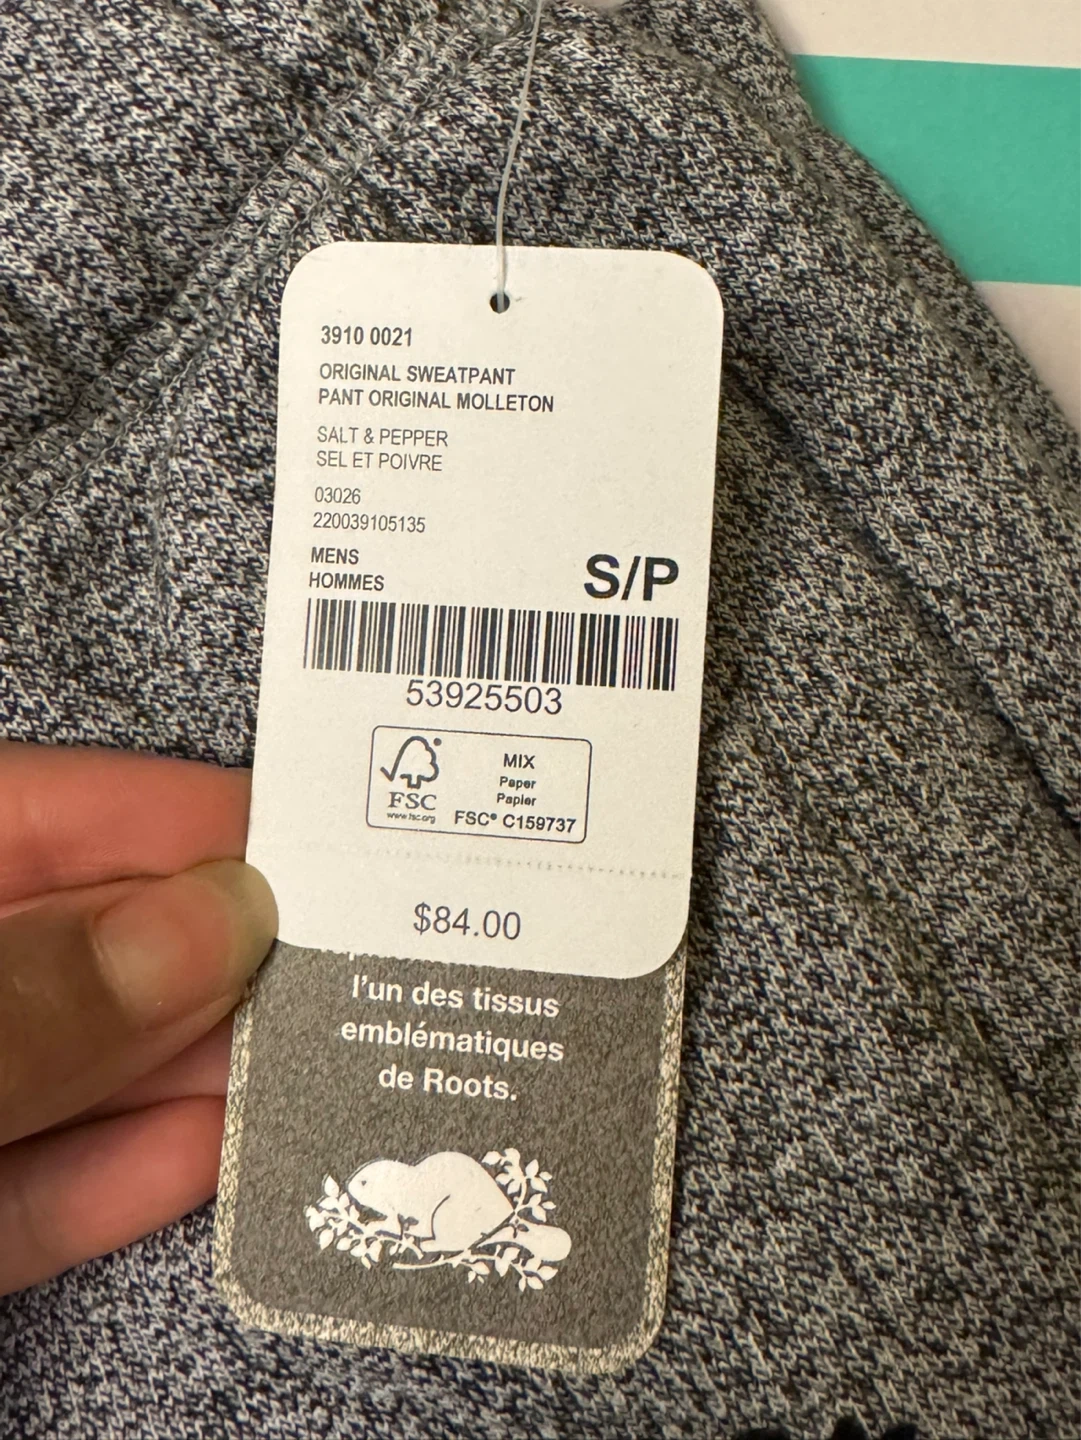 3910 0021
ORIGINAL SWEATPANT
PANT ORIGINAL MOLLETON
SALT & PEPPER
SEL ET POIVRE
03026
220039105135
MENS
HOMMES
S/P
53925503
FSC
www.fsc.org
MIX
Paper
Papier
FSC® C159737
$84.00
l'un des tissus
emblématiques
de Roots.